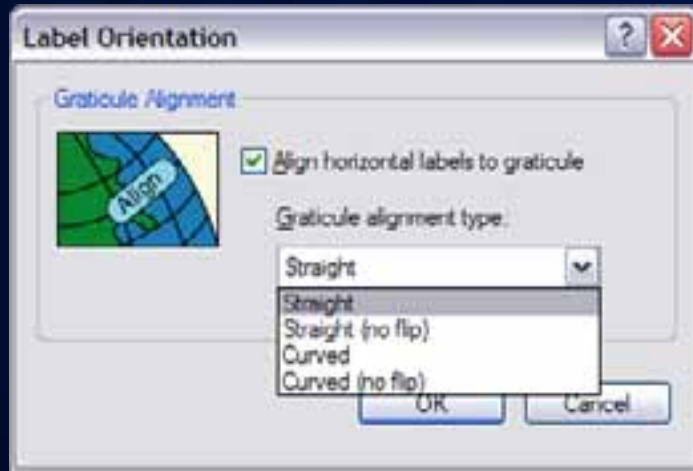 Label Orientation
Graticule Alignment
Align
Align horizontal labels to graticule
Graticule alignment type:
Straight
Straight
Straight (no flip)
Curved
Curved (no flip)
OK Cancel